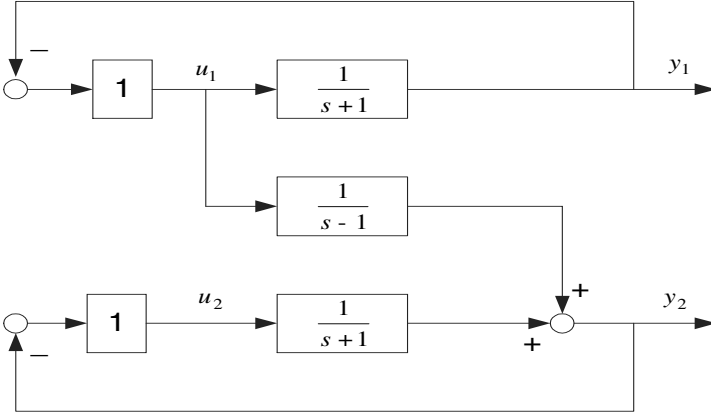 −
1 u₁ 1 y₁
s + 1
1
s - 1
+
1 u₂ 1 y₂
s + 1
+
−